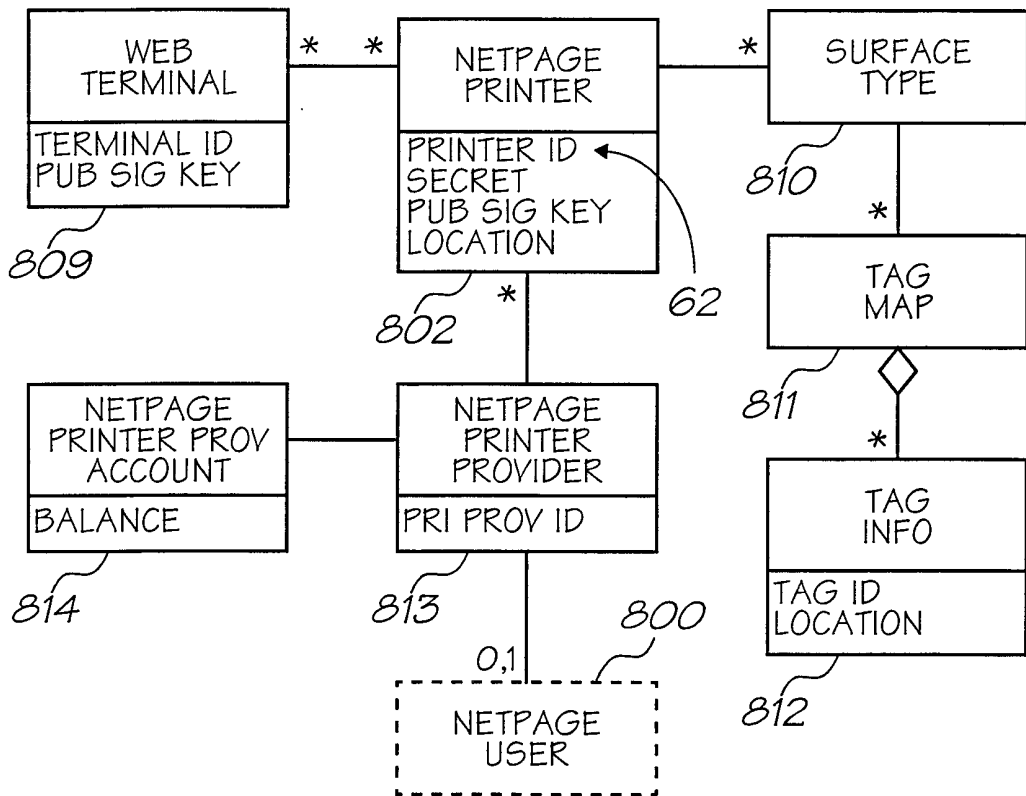 WEB
TERMINAL
TERMINAL ID
PUB SIG KEY
809
* *
NETPAGE
PRINTER
PRINTER ID
SECRET
PUB SIG KEY
LOCATION
802
62
*
SURFACE
TYPE
810
*
TAG
MAP
811
*
TAG
INFO
TAG ID
LOCATION
812
*
NETPAGE
PRINTER PROV
ACCOUNT
BALANCE
814
NETPAGE
PRINTER
PROVIDER
PRI PROV ID
813
0,1
800
NETPAGE
USER